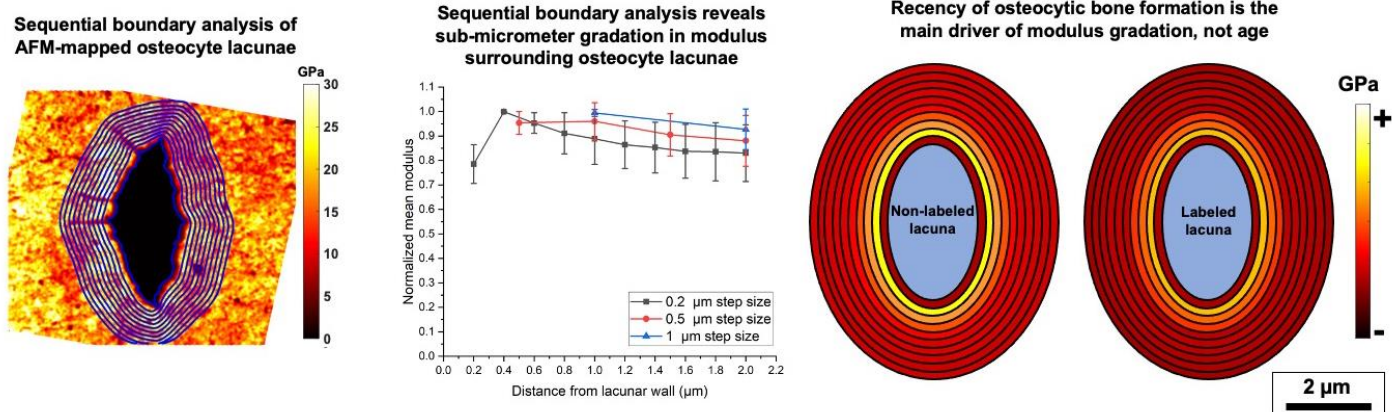 Sequential boundary analysis of
AFM-mapped osteocyte lacunae
GPa
30
25
20
15
10
5
0
Sequential boundary analysis reveals
sub-micrometer gradation in modulus
surrounding osteocyte lacunae
Normalized mean modulus
1.1
1.0
0.9
0.8
0.7
0.6
0.5
0.4
0.3
0.2
0.1
0.0
0.0 0.2 0.4 0.6 0.8 1.0 1.2 1.4 1.6 1.8 2.0 2.2
Distance from lacunar wall (µm)
0.2 µm step size
0.5 µm step size
1 µm step size
Recency of osteocytic bone formation is the
main driver of modulus gradation, not age
Non-labeled
lacuna
Labeled
lacuna
GPa
+
-
2 µm